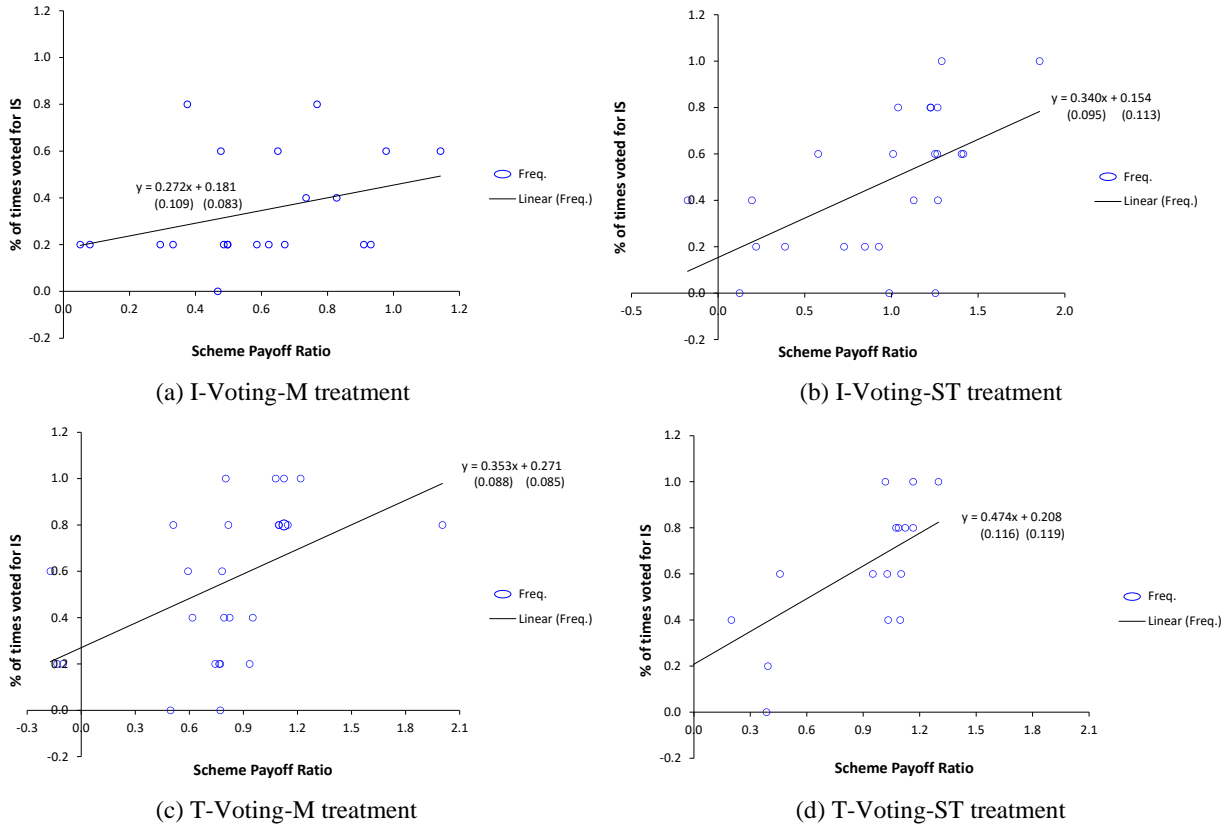 1.2
1.0
0.8
0.6
0.4
0.2
0.0
-0.2
% of times voted for IS
0.0 0.2 0.4 0.6 0.8 1.0 1.2
Scheme Payoff Ratio
y = 0.272x + 0.181
(0.109) (0.083)
Freq.
Linear (Freq.)
(a) I-Voting-M treatment
1.2
1.0
0.8
0.6
0.4
0.2
0.0
-0.2
% of times voted for IS
-0.5 0.0 0.5 1.0 1.5 2.0
Scheme Payoff Ratio
y = 0.340x + 0.154
(0.095) (0.113)
Freq.
Linear (Freq.)
(b) I-Voting-ST treatment
1.2
1.0
0.8
0.6
0.4
0.2
0.0
-0.2
% of times voted for IS
-0.3 0.0 0.3 0.6 0.9 1.2 1.5 1.8 2.1
Scheme Payoff Ratio
y = 0.353x + 0.271
(0.088) (0.085)
Freq.
Linear (Freq.)
(c) T-Voting-M treatment
1.2
1.0
0.8
0.6
0.4
0.2
0.0
-0.2
% of times voted for IS
0.0 0.3 0.6 0.9 1.2 1.5 1.8 2.1
Scheme Payoff Ratio
y = 0.474x + 0.208
(0.116) (0.119)
Freq.
Linear (Freq.)
(d) T-Voting-ST treatment